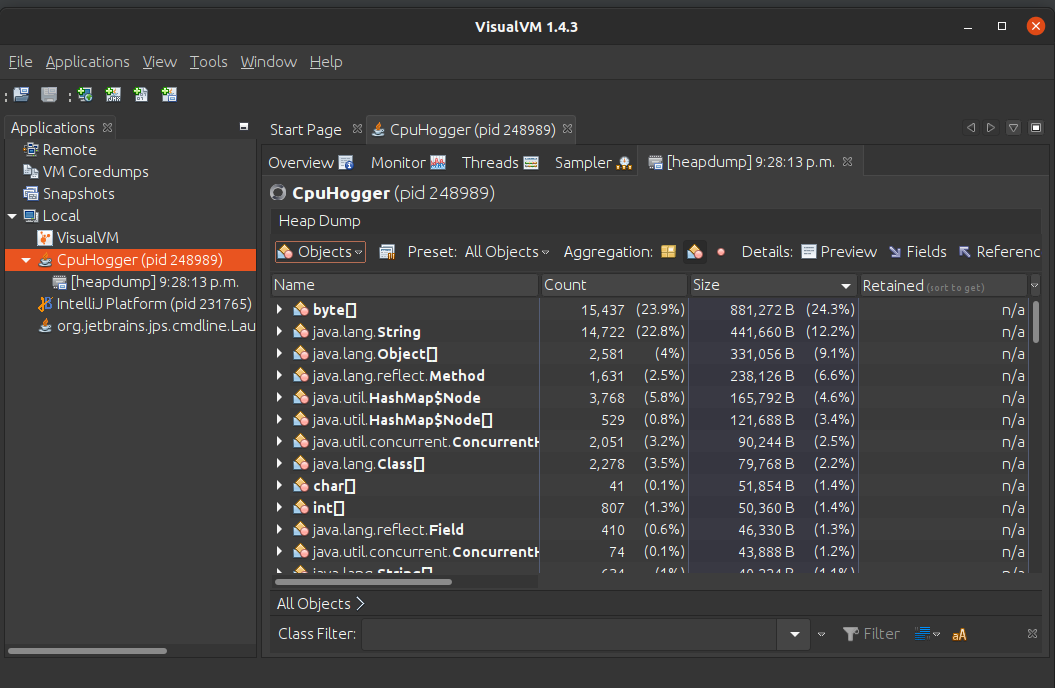 VisualVM 1.4.3
File Applications View Tools Window Help
Applications
Remote
VM Coredumps
Snapshots
Local
VisualVM
CpuHogger (pid 248989)
[heapdump] 9:28:13 p.m.
IntelliJ Platform (pid 231765)
org.jetbrains.jps.cmdline.Lau
Start Page CpuHogger (pid 248989)
Overview Monitor Threads Sampler [heapdump] 9:28:13 p.m.
CpuHogger (pid 248989)
Heap Dump
Objects Preset: All Objects Aggregation: Details: Preview Fields Referenc
Name Count Size Retained (sort to get)
byte[] 15,437 (23.9%) 881,272 B (24.3%) n/a
java.lang.String 14,722 (22.8%) 441,660 B (12.2%) n/a
java.lang.Object[] 2,581 (4%) 331,056 B (9.1%) n/a
java.lang.reflect.Method 1,631 (2.5%) 238,126 B (6.6%) n/a
java.util.HashMap$Node 3,768 (5.8%) 165,792 B (4.6%) n/a
java.util.HashMap$Node[] 529 (0.8%) 121,688 B (3.4%) n/a
java.util.concurrent.ConcurrentH 2,051 (3.2%) 90,244 B (2.5%) n/a
java.lang.Class[] 2,278 (3.5%) 79,768 B (2.2%) n/a
char[] 41 (0.1%) 51,854 B (1.4%) n/a
int[] 807 (1.3%) 50,360 B (1.4%) n/a
java.lang.reflect.Field 410 (0.6%) 46,330 B (1.3%) n/a
java.util.concurrent.ConcurrentH 74 (0.1%) 43,888 B (1.2%) n/a
java.lang.String[]
All Objects
Class Filter: Filter aA